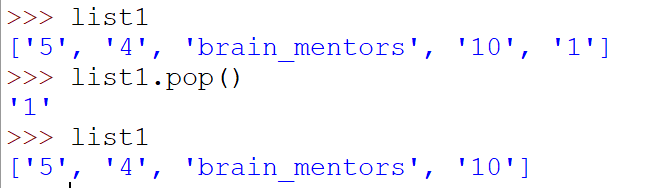 >>> list1
['5', '4', 'brain_mentors', '10', '1']
>>> list1.pop()
'1'
>>> list1
['5', '4', 'brain_mentors', '10']